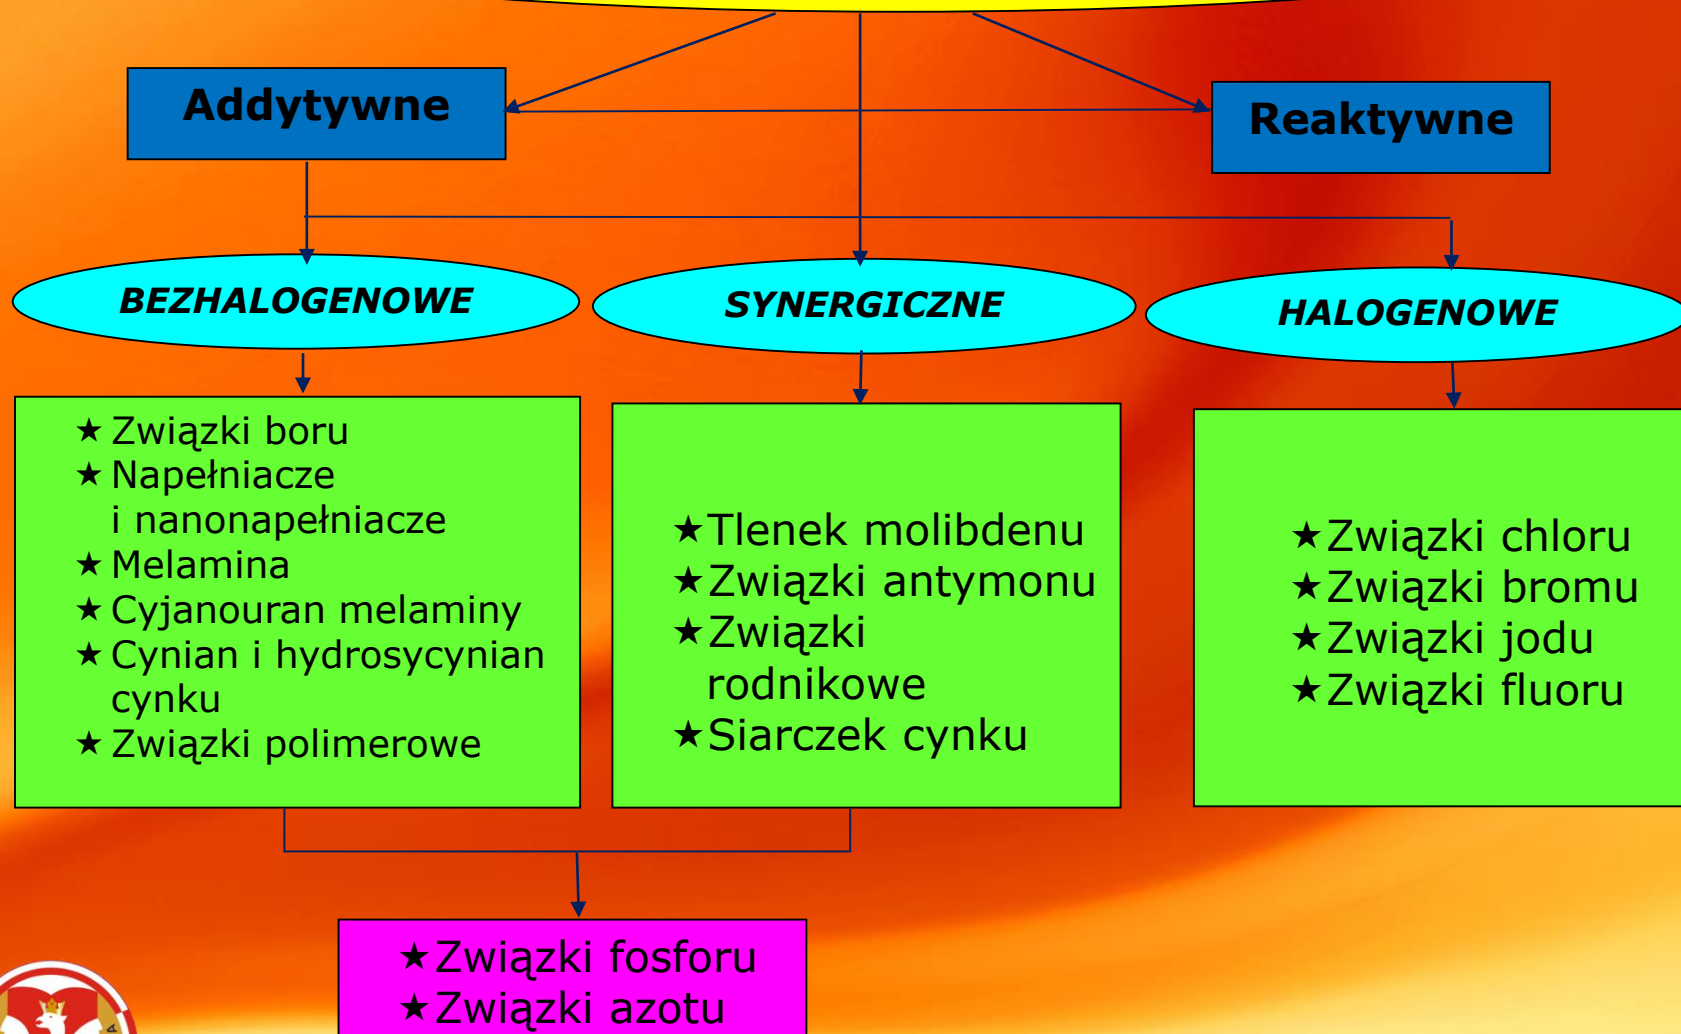 Addytywne
Reaktywne
BEZHALOGENOWE
SYNERGICZNE
HALOGENOWE
★ Związki boru
★ Napełniacze
i nanonapełniacze
★ Melamina
★ Cyjanouran melaminy
★ Cynian i hydrosycynian
cynku
★ Związki polimerowe
★Tlenek molibdenu
★Związki antymonu
★Związki
rodnikowe
★Siarczek cynku
★Związki chloru
★Związki bromu
★Związki jodu
★Związki fluoru
★Związki fosforu
★Związki azotu